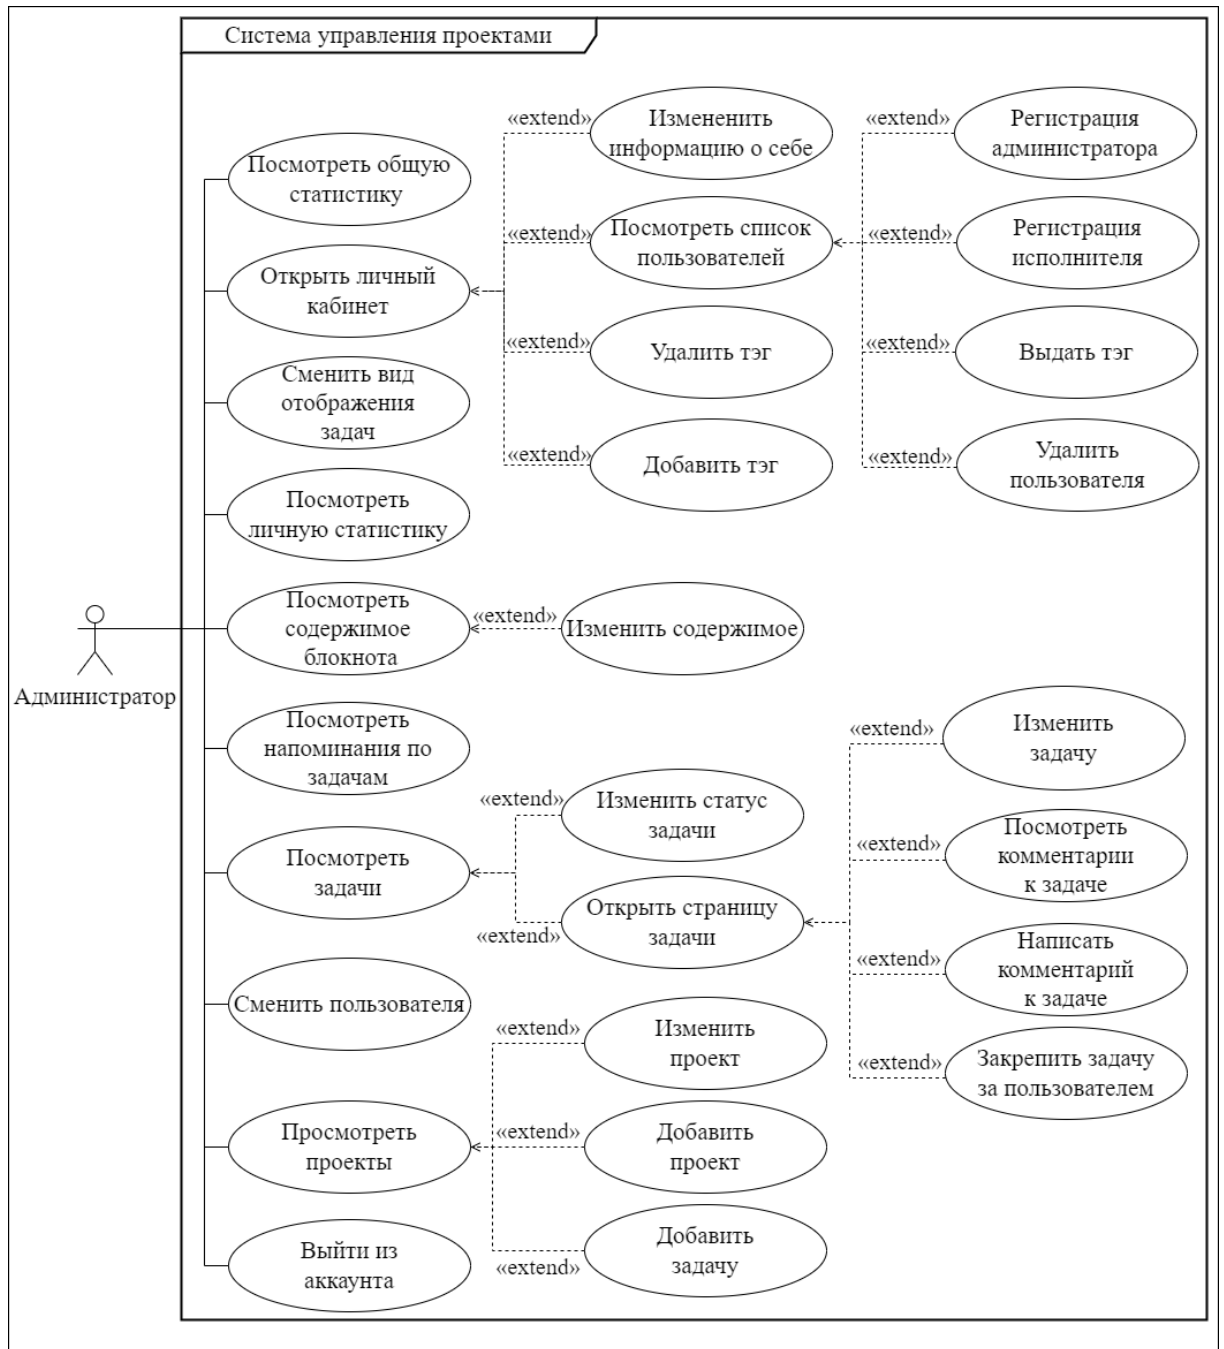 Система управления проектами
«extend»
Измененить
информацию о себе
«extend»
Регистрация
администратора
Посмотреть общую
статистику
«extend»
Посмотреть список
пользователей
«extend»
Регистрация
исполнителя
Открыть личный
кабинет
«extend»
Удалить тэг
«extend»
Выдать тэг
Сменить вид
отображения
задач
«extend»
Добавить тэг
«extend»
Удалить
пользователя
Посмотреть
личную статистику
Посмотреть
содержимое
блокнота
«extend»
Изменить содержимое
Администратор
Посмотреть
напоминания по
задачам
«extend»
Изменить
задачу
«extend»
Изменить статус
задачи
Посмотреть
задачи
«extend»
Посмотреть
комментарии
к задаче
«extend»
Открыть страницу
задачи
«extend»
Написать
комментарий
к задаче
Сменить пользователя
«extend»
Изменить
проект
«extend»
Закрепить задачу
за пользователем
Просмотреть
проекты
«extend»
Добавить
проект
Выйти из
аккаунта
«extend»
Добавить
задачу